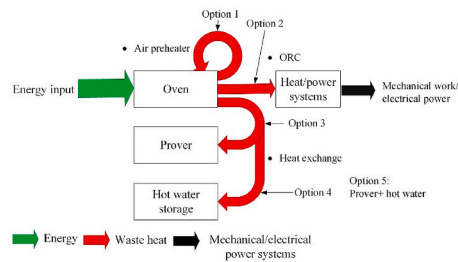 Option 1
Option 2
• Air preheater
• ORC
Energy input
Oven
Heat/power
systems
Mechanical work/
electrical power
Option 3
Prover
• Heat exchange
Option 5:
Prover+ hot water
Hot water
storage
Option 4
Energy
Waste heat
Mechanical/electrical
power systems